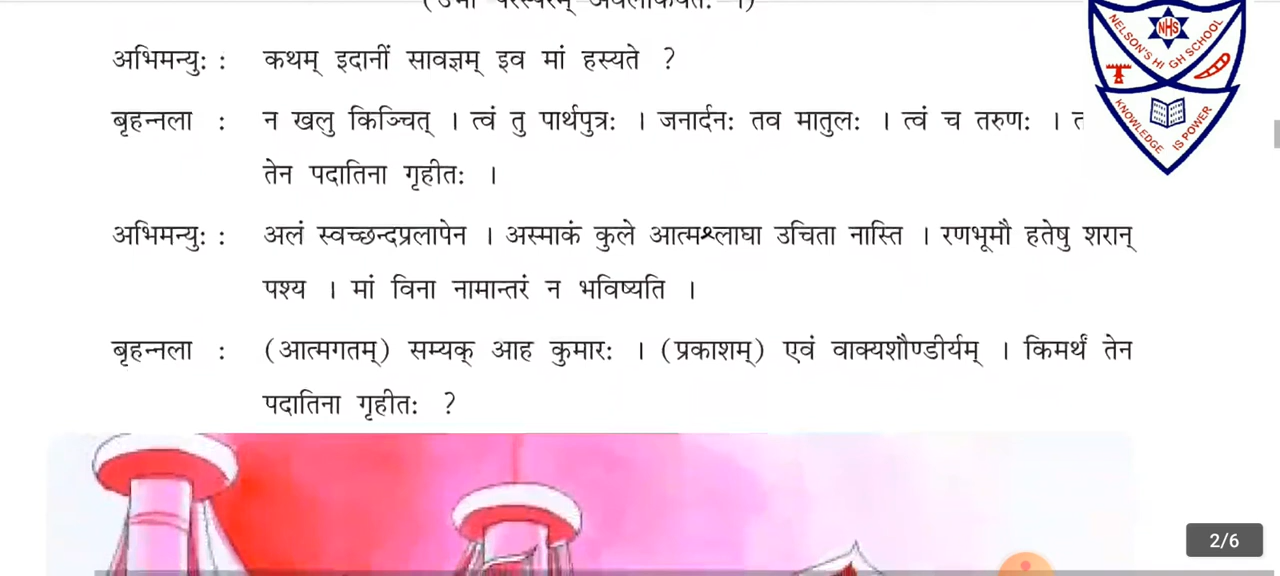 अभिमन्युः : कथम् इदानीं सावज्ञम् इव मां हस्यते ?
बृहन्नला : न खलु किञ्चित् । त्वं तु पार्थपुत्रः । जनार्दनः तव मातुलः । त्वं च तरुणः ।
तेन पदातिना गृहीतः ।
अभिमन्युः : अलं स्वच्छन्दप्रलापेन । अस्माकं कुले आत्मश्लाघा उचिता नास्ति । रणभूमौ हतेषु शरान्
पश्य । मां विना नामान्तरं न भविष्यति ।
बृहन्नला : (आत्मगतम्) सम्यक् आह कुमारः । (प्रकाशम्) एवं वाक्यशौण्डीर्यम् । किमर्थं तेन
पदातिना गृहीतः ?
NHS
NELSON'S HIGH SCHOOL
KNOWLEDGE IS POWER
2/6